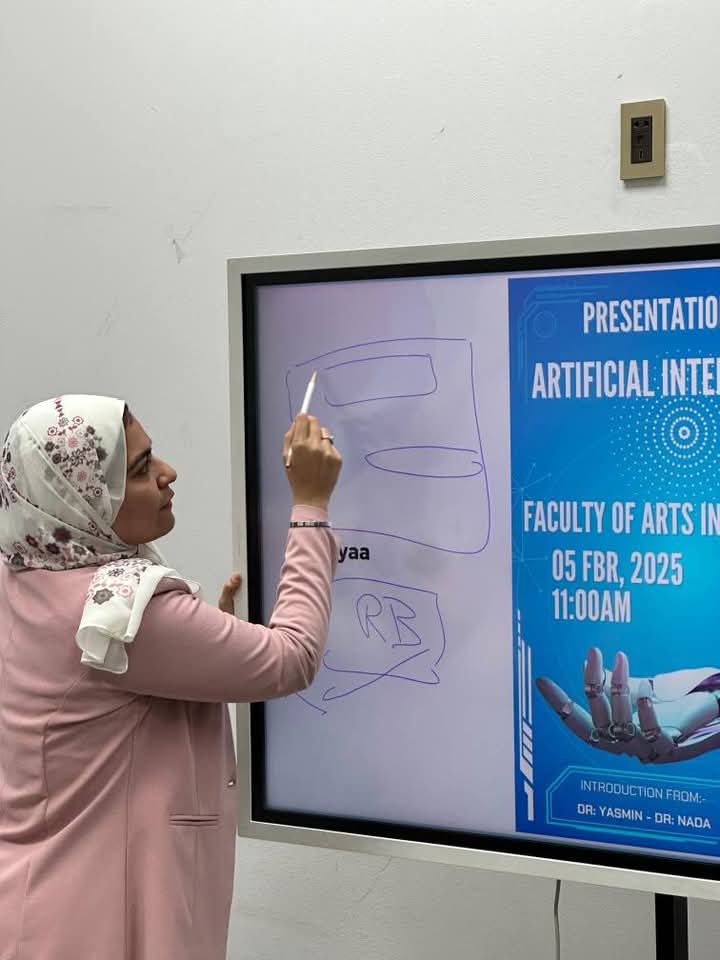 yaa
RB
PRESENTATIO
ARTIFICIAL INTE
FACULTY OF ARTS IN
05 FBR, 2025
11:00AM
INTRODUCTION FROM:-
DR: YASMIN - DR: NADA